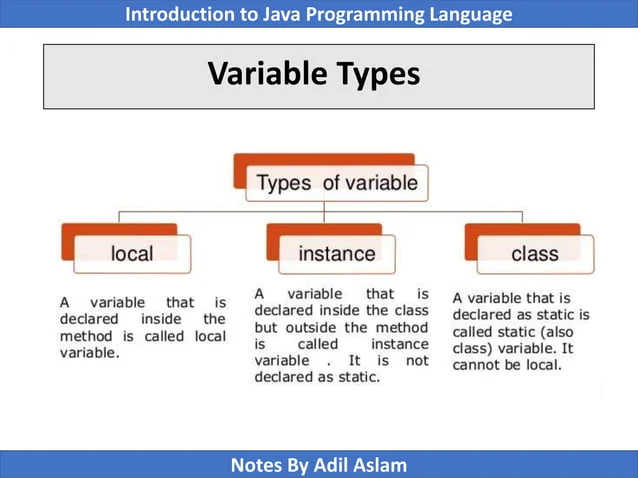 Introduction to Java Programming Language
Variable Types
Types of variable
local
instance
class
A variable that is
declared inside the
method is called local
variable.
A variable that is
declared inside the class
but outside the method
is called instance
variable . It is not
declared as static.
A variable that is
declared as static is
called static (also
class) variable. It
cannot be local.
Notes By Adil Aslam